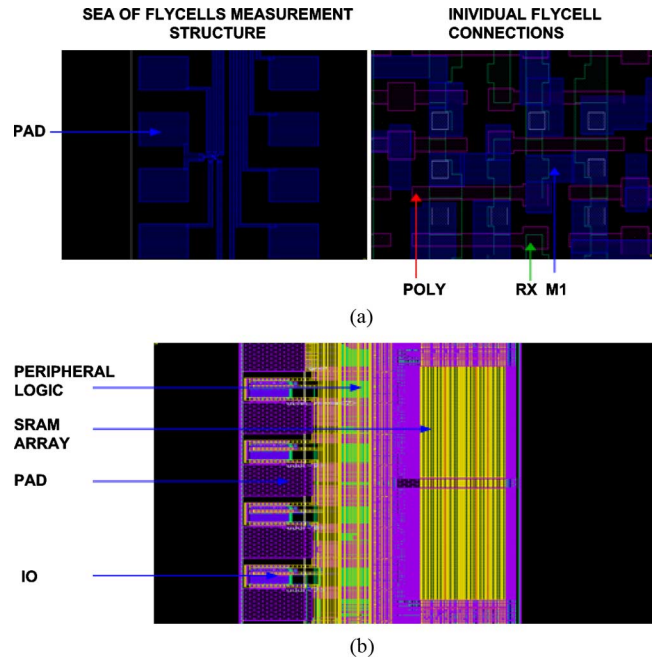 SEA OF FLYCELLS MEASUREMENT
STRUCTURE
INIVIDUAL FLYCELL
CONNECTIONS
PAD
POLY
RX M1
(a)
PERIPHERAL
LOGIC
SRAM
ARRAY
PAD
IO
(b)